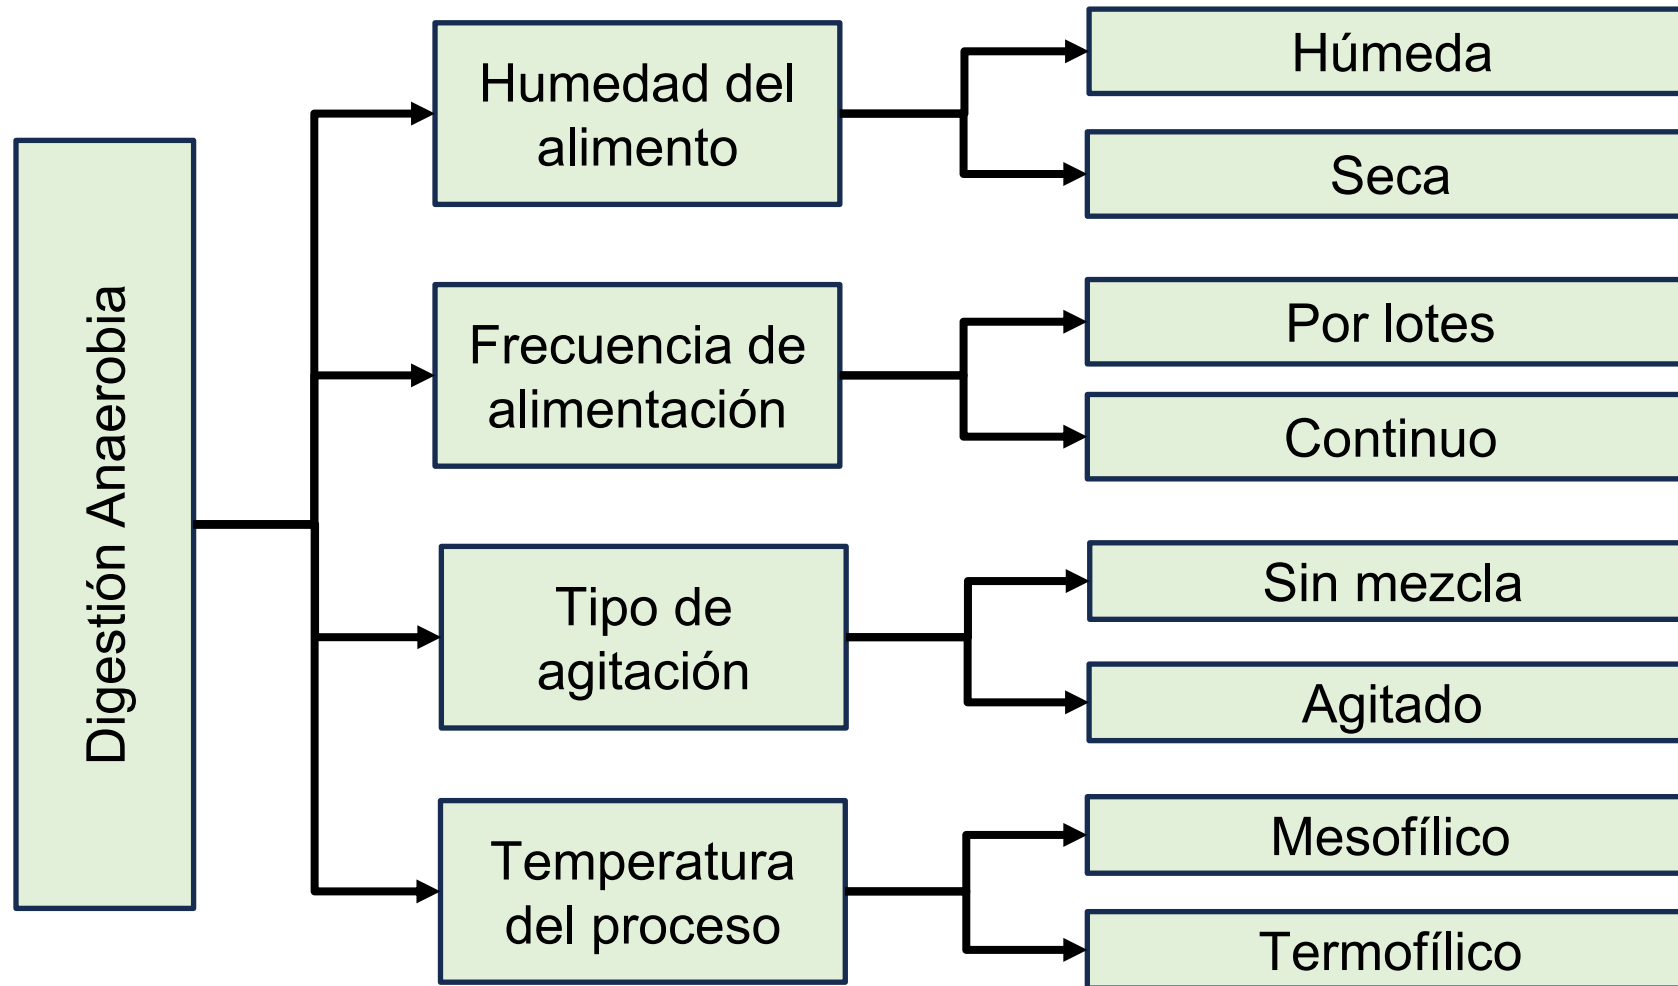 Digestión Anaerobia
Humedad del
alimento
Húmeda
Seca
Frecuencia de
alimentación
Por lotes
Continuo
Tipo de
agitación
Sin mezcla
Agitado
Temperatura
del proceso
Mesofílico
Termofílico